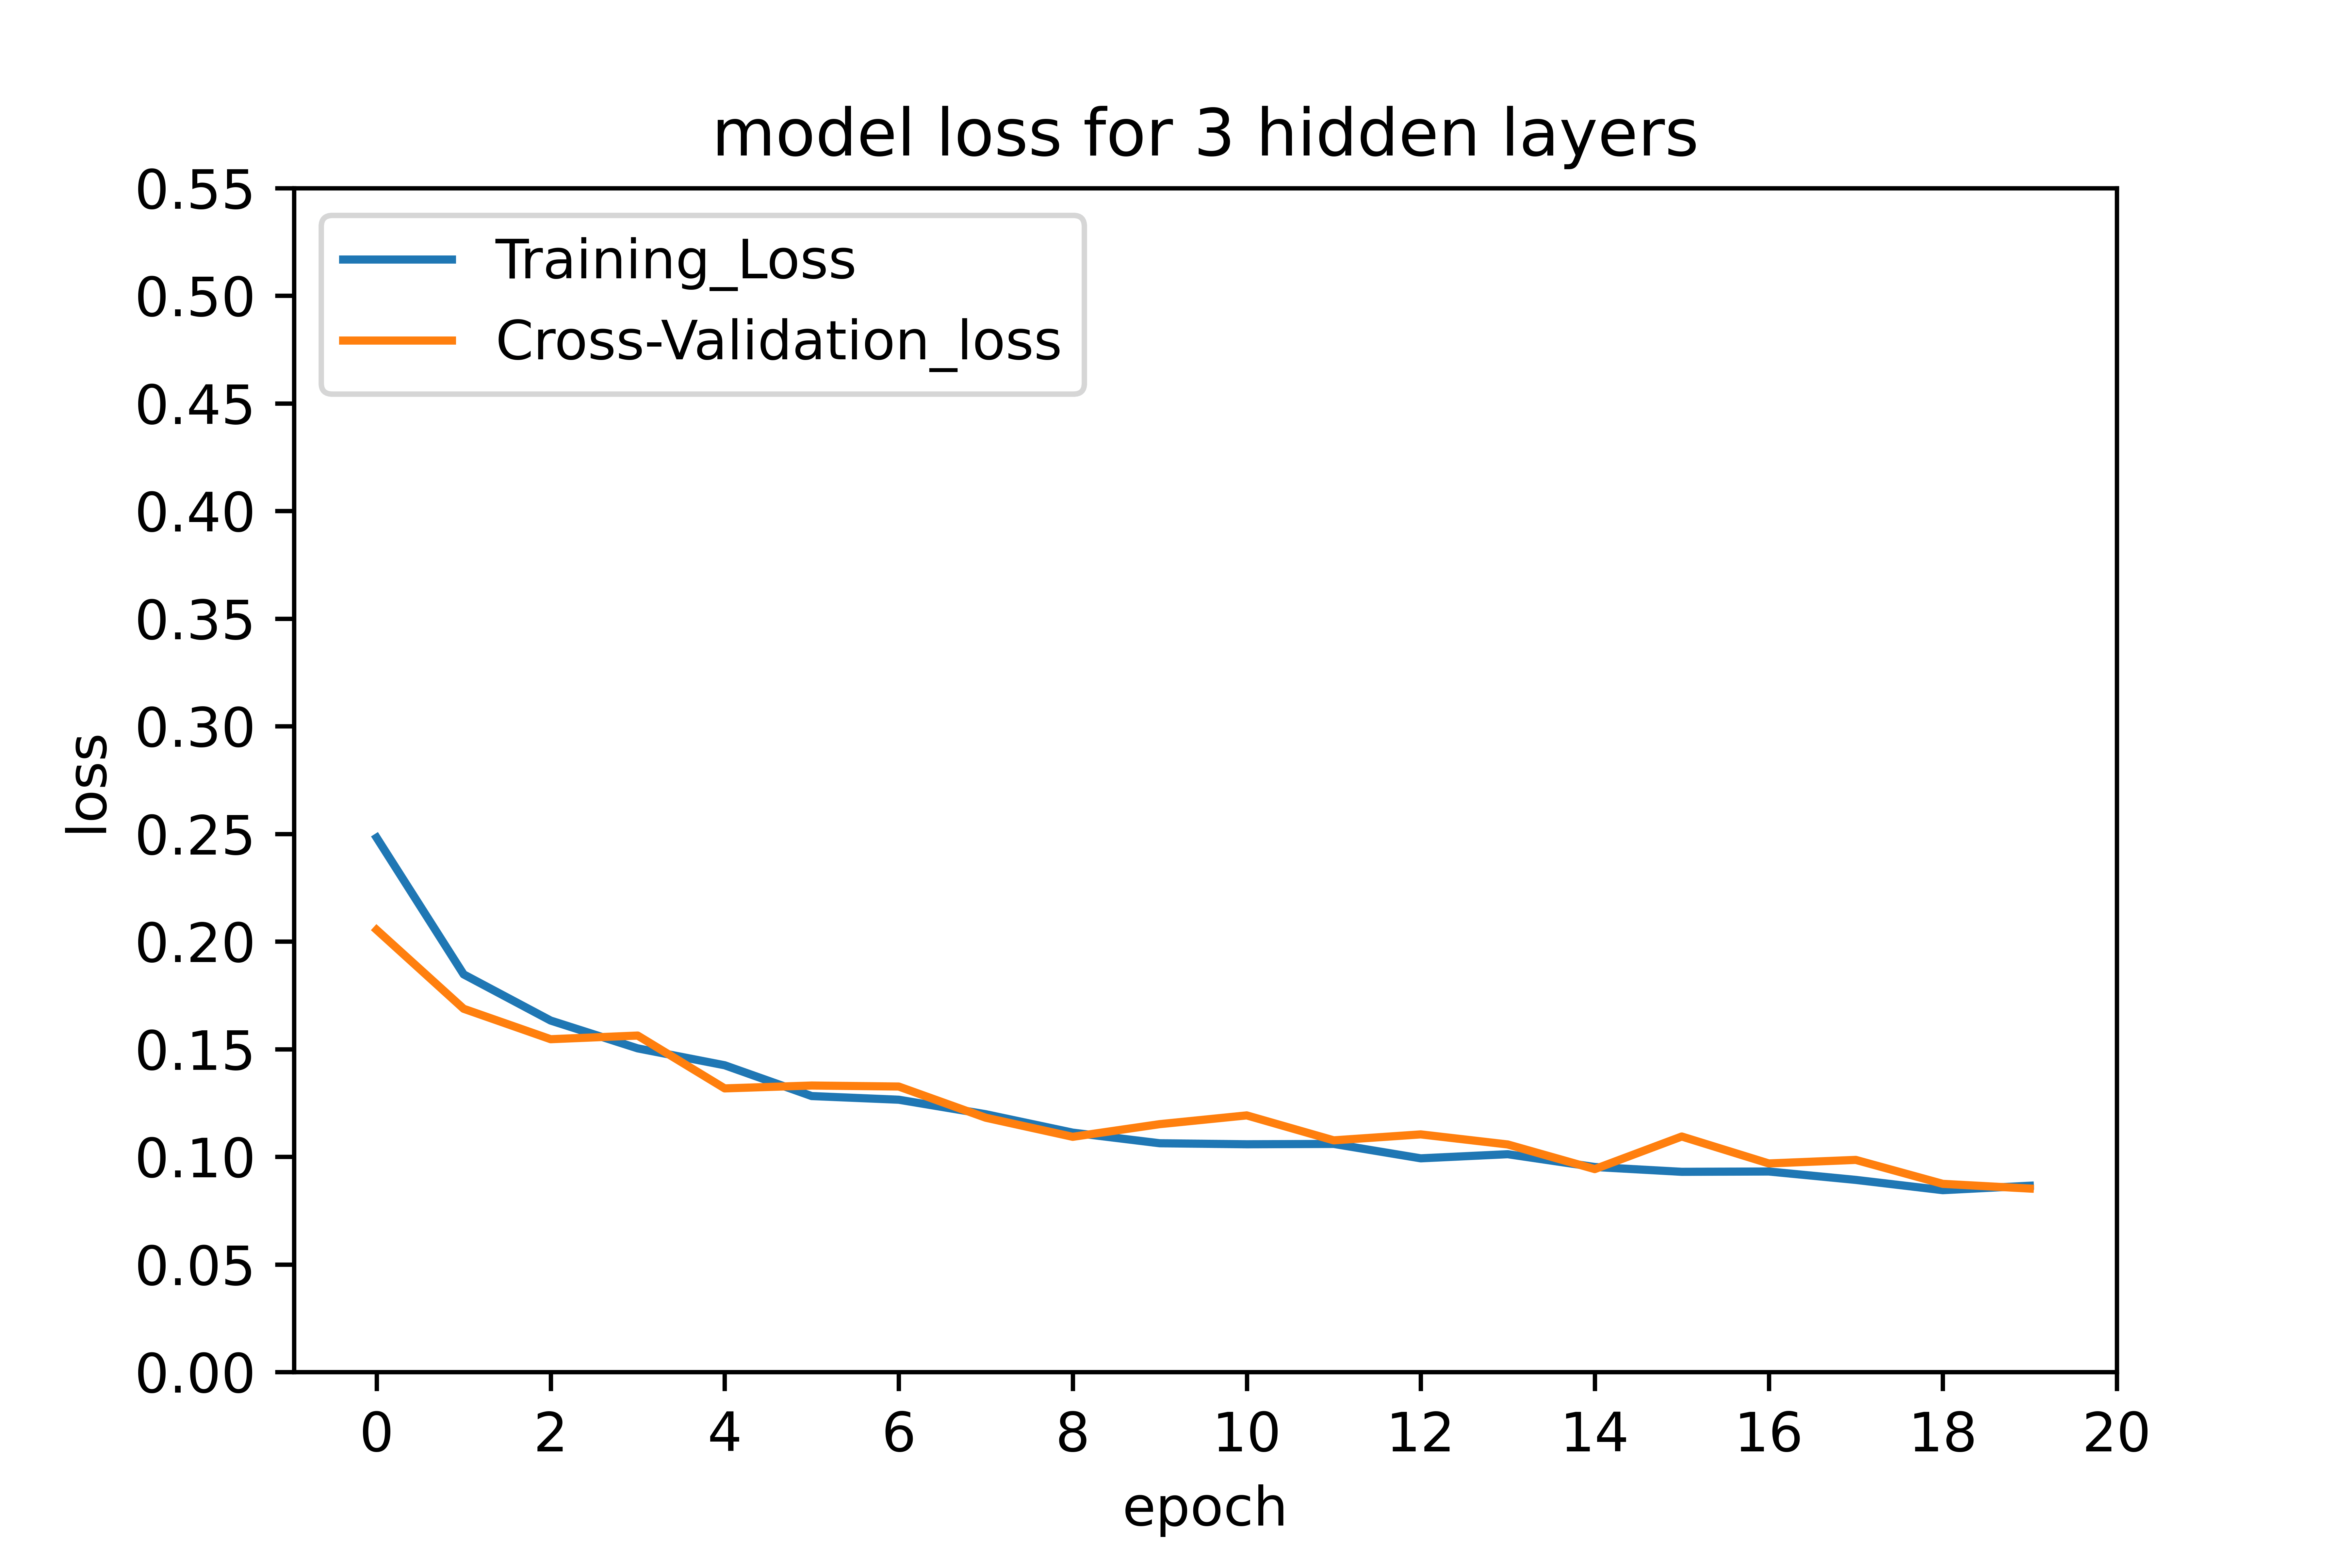 model loss for 3 hidden layers
Training_Loss
Cross-Validation_loss
0.55
0.50
0.45
0.40
0.35
0.30
0.25
0.20
0.15
0.10
0.05
0.00
loss
0 2 4 6 8 10 12 14 16 18 20
epoch